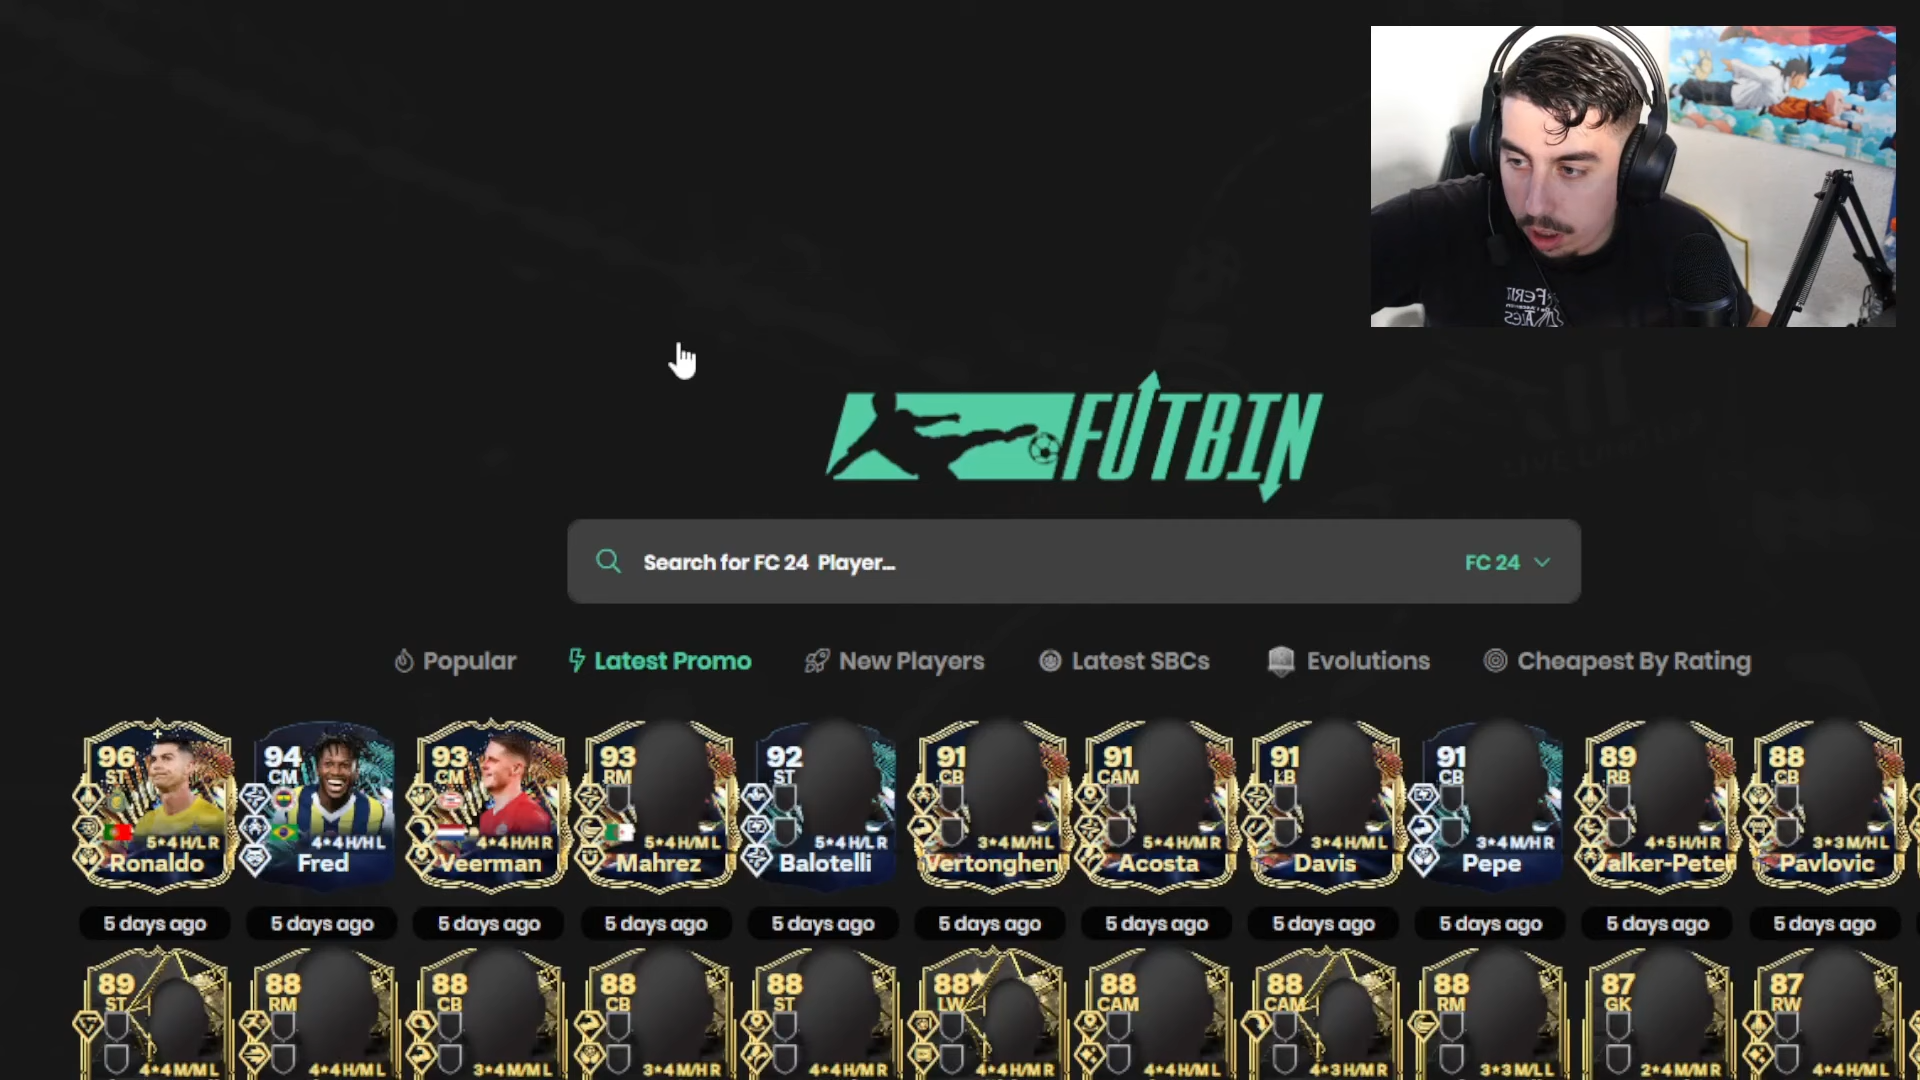 FUTBIN
Search for FC 24 Player...
FC 24
Popular
Latest Promo
New Players
Latest SBCs
Evolutions
Cheapest By Rating
96 ST 5★4 H/L R Ronaldo
94 CM 4★4 H/H L Fred
93 CM 4★4 H/H R Veerman
93 RM 5★4 H/M L Mahrez
92 ST 5★4 H/L R Balotelli
91 CB 3★4 M/H L Vertonghen
91 CAM 5★4 H/M R Acosta
91 LB 3★4 H/M L Davis
91 CB 3★4 M/H R Pepe
89 RB 4★5 H/M R Walker-Peter
88 CB 3★3 M/H L Pavlovic
5 days ago
5 days ago
5 days ago
5 days ago
5 days ago
5 days ago
5 days ago
5 days ago
5 days ago
5 days ago
5 days ago
89 ST 4★4 M/M L
88 RM 4★4 H/M L
88 CB 3★4 M/M L
88 CB 3★4 M/H R
88 ST 4★4 H/M R
88 LW 4★4 H/M R
88 CAM 4★4 H/M L
88 CAM 4★3 H/M R
88 RM 3★3 M/L L
87 GK 2★4 M/M R
87 RW 4★4 H/M L